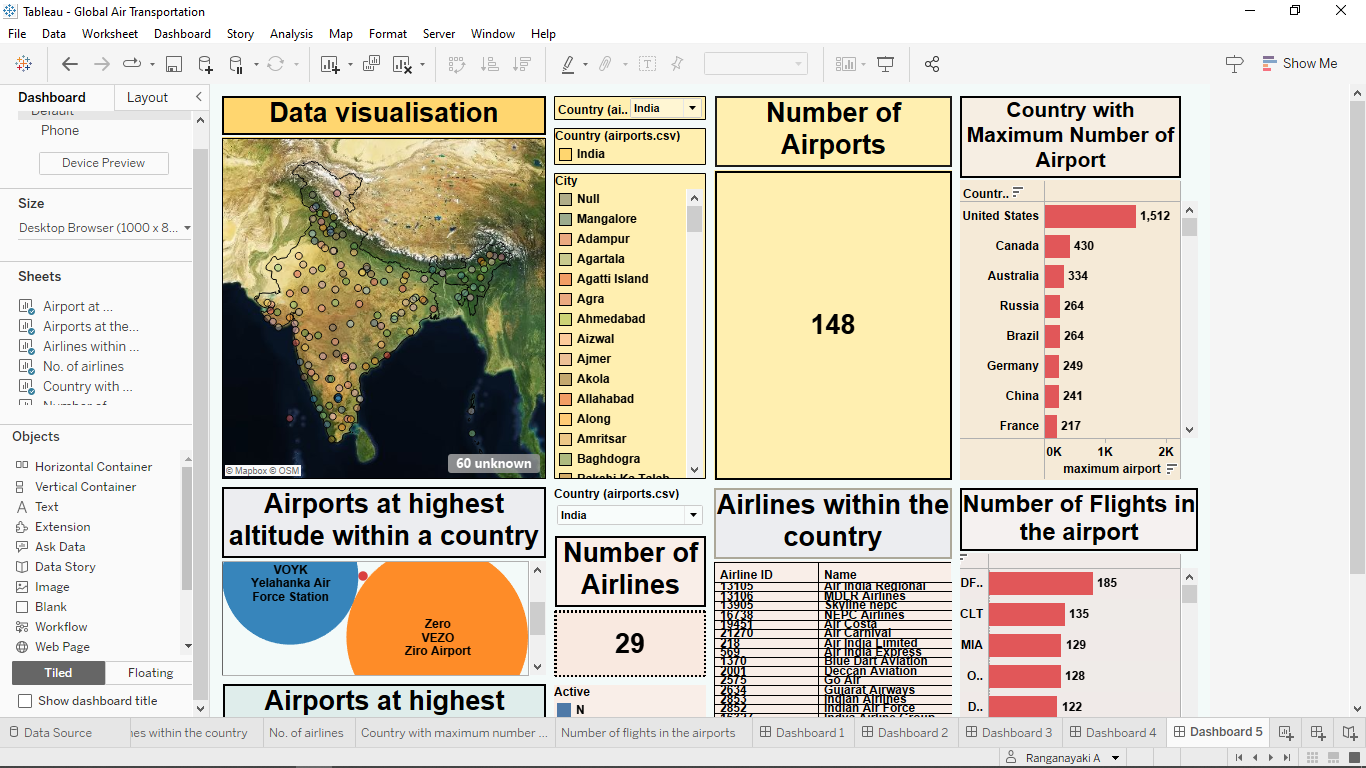 Tableau - Global Air Transportation
File Data Worksheet Dashboard Story Analysis Map Format Server Window Help
Show Me
Dashboard Layout
Default
Phone
Device Preview
Size
Desktop Browser (1000 x 8...
Sheets
Airport at ...
Airports at the...
Airlines within ...
No. of airlines
Country with ...
Number of
Objects
Horizontal Container
Vertical Container
Text
Extension
Ask Data
Data Story
Image
Blank
Workflow
Web Page
Tiled Floating
Show dashboard title
Data visualisation
© Mapbox © OSM
60 unknown
Country (ai.. India
Country (airports.csv)
India
City
Null
Mangalore
Adampur
Agartala
Agatti Island
Agra
Ahmedabad
Aizwal
Ajmer
Akola
Allahabad
Along
Amritsar
Baghdogra
Bakshi Ka Talab
Number of
Airports
148
Country with
Maximum Number of
Airport
Countr..
United States 1,512
Canada 430
Australia 334
Russia 264
Brazil 264
Germany 249
China 241
France 217
0K 1K 2K
maximum airport
Airports at highest
altitude within a country
VOYK
Yelahanka Air
Force Station
Zero
VEZO
Ziro Airport
Airports at highest
Country (airports.csv)
India
Number of
Airlines
29
Active
N
Airlines within the
country
Airline ID Name
13105 Air India Regional
13106 MDLR Airlines
13905 Skyline nepc
16738 NEPC Airlines
19451 Air Costa
21270 Air Carnival
218 Air India Limited
569 Air India Express
1370 Blue Dart Aviation
2001 Deccan Aviation
2575 Go Air
2634 Gujarat Airways
2853 Indian Airlines
2852 Indian Air Force
Number of Flights in
the airport
DF.. 185
CLT 135
MIA 129
O.. 128
D.. 122
Data Source
nes within the country
No. of airlines
Country with maximum number ...
Number of flights in the airports
Dashboard 1
Dashboard 2
Dashboard 3
Dashboard 4
Dashboard 5
Ranganayaki A